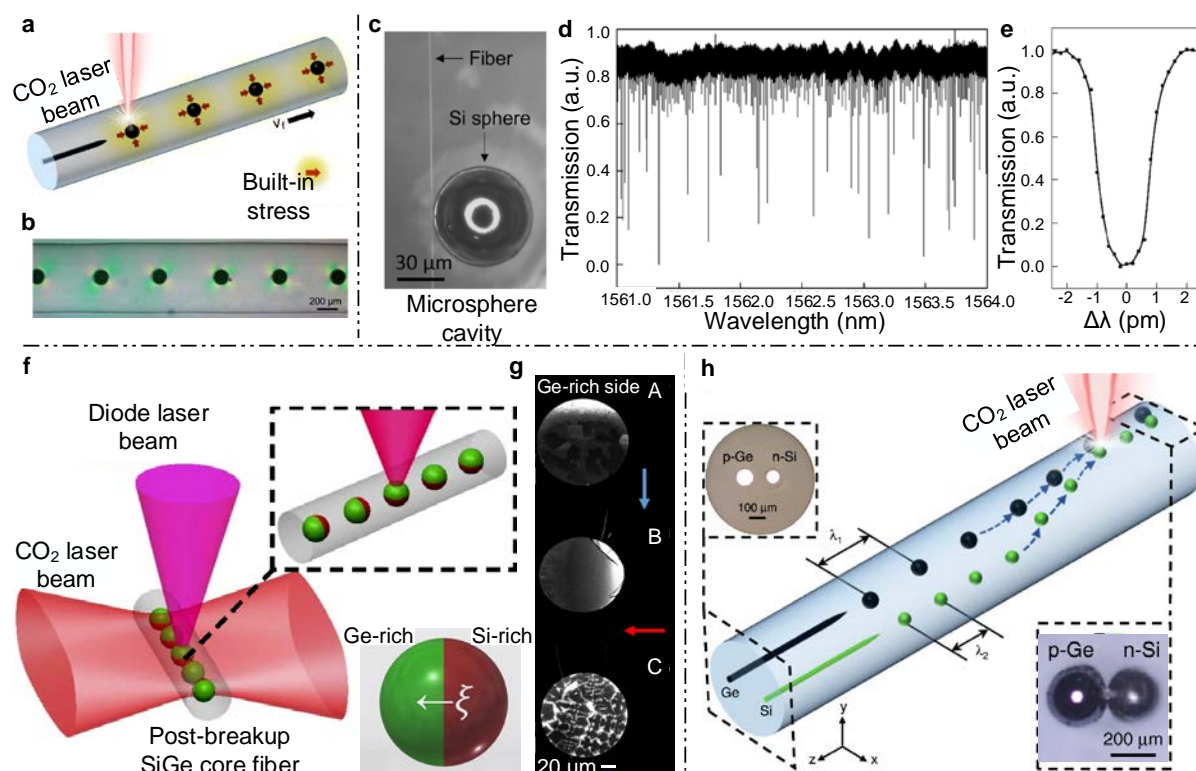 a
CO₂ laser
beam
vf
Built-in
stress
b
200 μm
c
Fiber
Si sphere
30 μm
Microsphere
cavity
d
Transmission (a.u.)
1.0
0.8
0.6
0.4
0.2
0.0
1561.0 1561.5 1562.0 1562.5 1563.0 1563.5 1564.0
Wavelength (nm)
e
Transmission (a.u.)
1.0
0.8
0.6
0.4
0.2
0.0
-2 -1 0 1 2
Δλ (pm)
f
Diode laser
beam
CO₂ laser
beam
Ge-rich Si-rich
ξ
Post-breakup
SiGe core fiber
g
Ge-rich side A
B
C
20 μm
h
CO₂ laser
beam
p-Ge n-Si
100 μm
λ₁
λ₂
Ge
Si
y
z x
p-Ge n-Si
200 μm